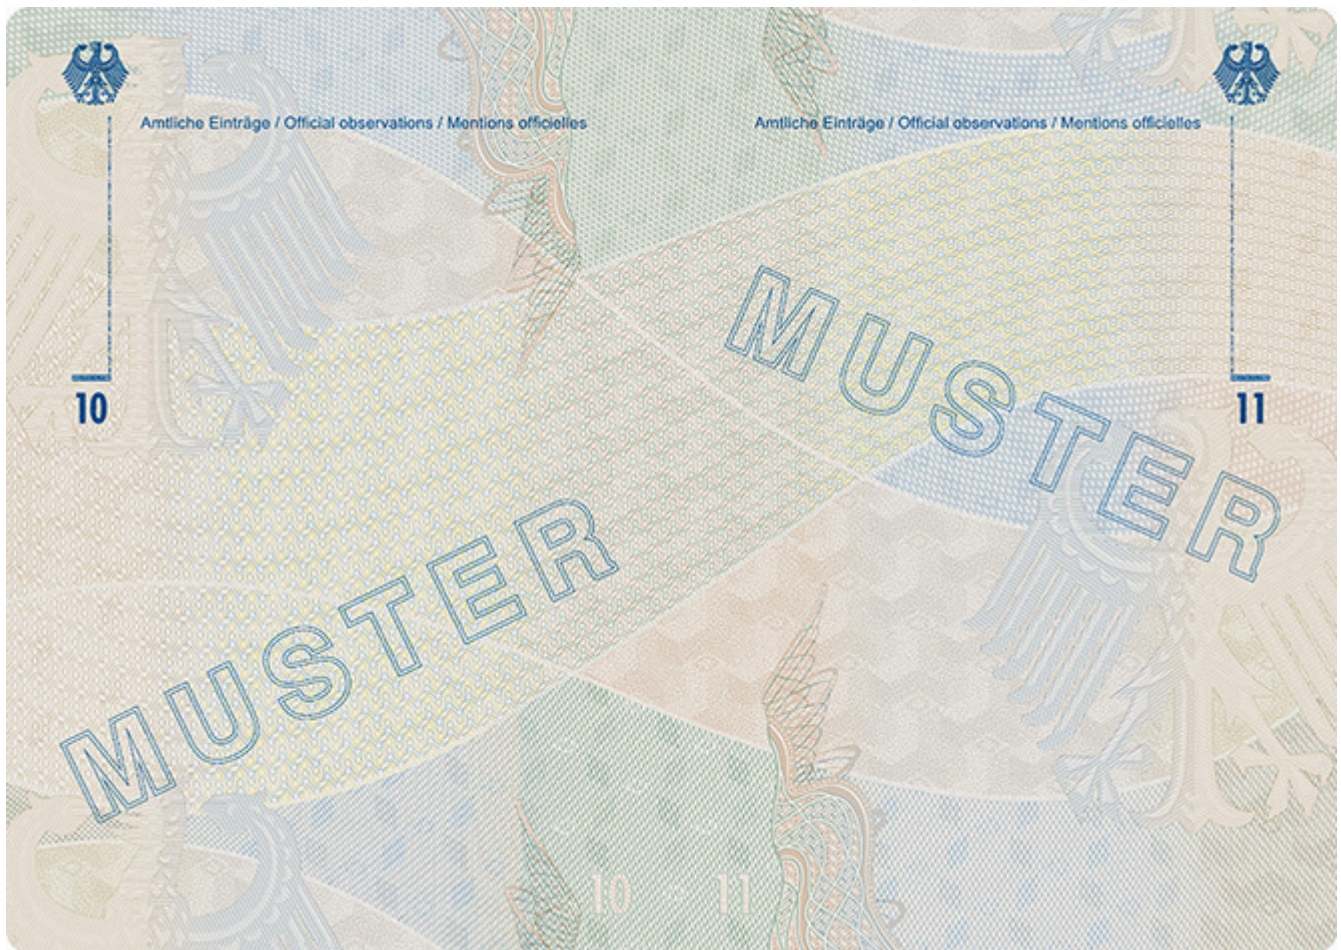 Amtliche Einträge / Official observations / Mentions officielles
10
MUSTER
Amtliche Einträge / Official observations / Mentions officielles
11
MUSTER
10 11